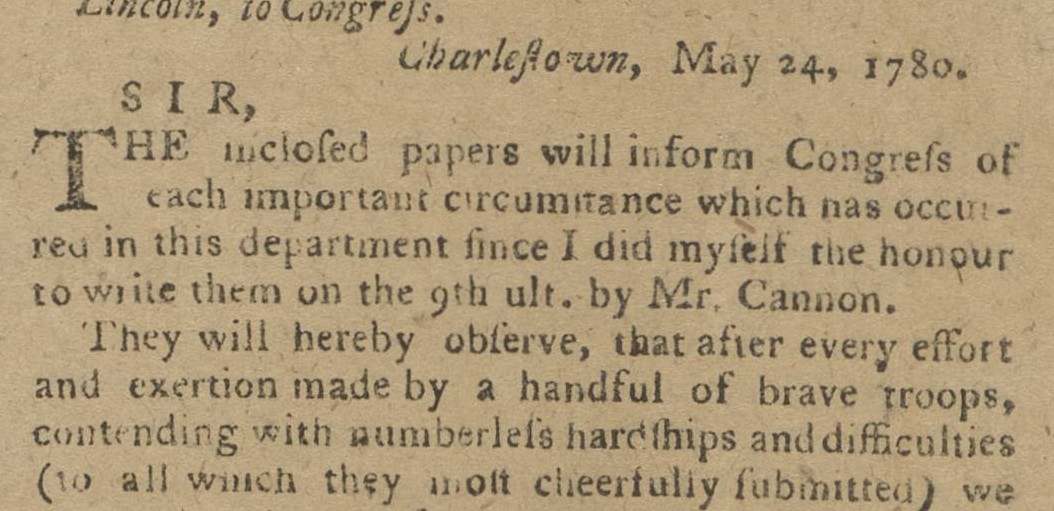 Lincoln, to Congreſs.
Charleſtown, May 24, 1780.
SIR,
THE incloſed papers will inform Congreſs of
each important circumſtance which has occur-
red in this department ſince I did myſelf the honour
to write them on the 9th ult. by Mr. Cannon.
They will hereby obſerve, that after every effort
and exertion made by a handful of brave troops,
contending with numberleſs hardſhips and difficulties
(to all which they moſt cheerfully ſubmitted) we